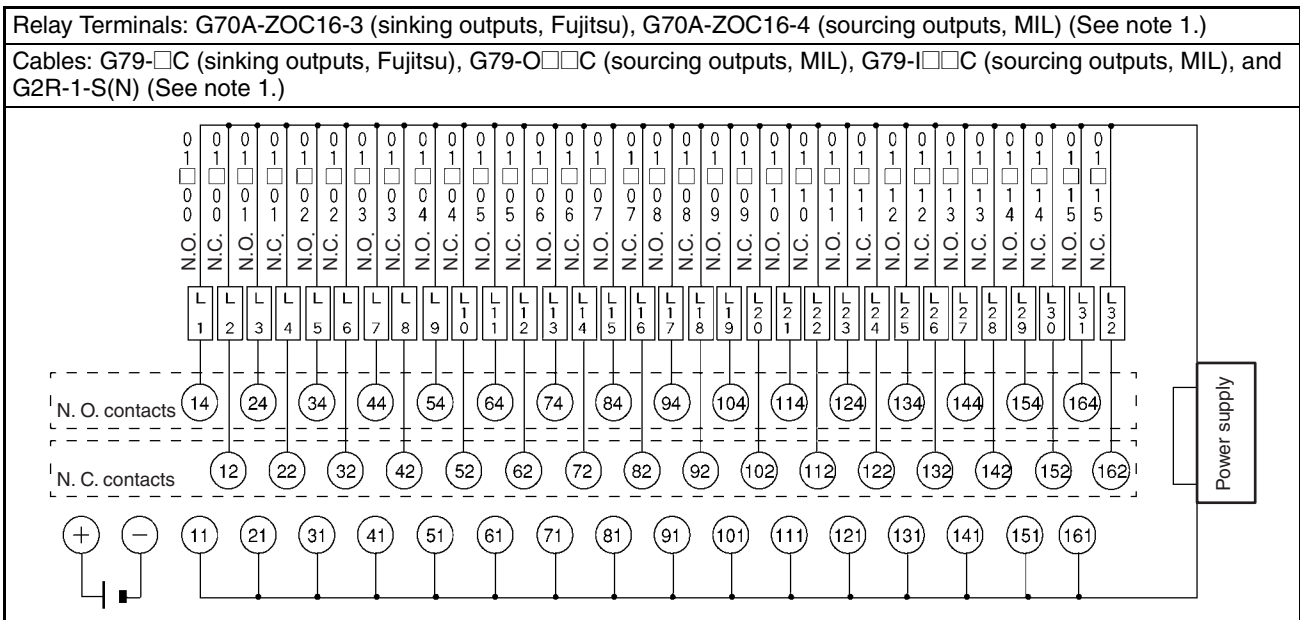 Relay Terminals: G70A-ZOC16-3 (sinking outputs, Fujitsu), G70A-ZOC16-4 (sourcing outputs, MIL) (See note 1.)
Cables: G79-□C (sinking outputs, Fujitsu), G79-O□□C (sourcing outputs, MIL), G79-I□□C (sourcing outputs, MIL), and
G2R-1-S(N) (See note 1.)
01□00 N.O. 01□00 N.C. 01□01 N.O. 01□01 N.C. 01□02 N.O. 01□02 N.C. 01□03 N.O. 01□03 N.C. 01□04 N.O. 01□04 N.C. 01□05 N.O. 01□05 N.C. 01□06 N.O. 01□06 N.C. 01□07 N.O. 01□07 N.C. 01□08 N.O. 01□08 N.C. 01□09 N.O. 01□09 N.C. 01□10 N.O. 01□10 N.C. 01□11 N.O. 01□11 N.C. 01□12 N.O. 01□12 N.C. 01□13 N.O. 01□13 N.C. 01□14 N.O. 01□14 N.C. 01□15 N.O. 01□15 N.C.
L1 L2 L3 L4 L5 L6 L7 L8 L9 L10 L11 L12 L13 L14 L15 L16 L17 L18 L19 L20 L21 L22 L23 L24 L25 L26 L27 L28 L29 L30 L31 L32
N. O. contacts 14 24 34 44 54 64 74 84 94 104 114 124 134 144 154 164
N. C. contacts 12 22 32 42 52 62 72 82 92 102 112 122 132 142 152 162
Power supply
+ − 11 21 31 41 51 61 71 81 91 101 111 121 131 141 151 161